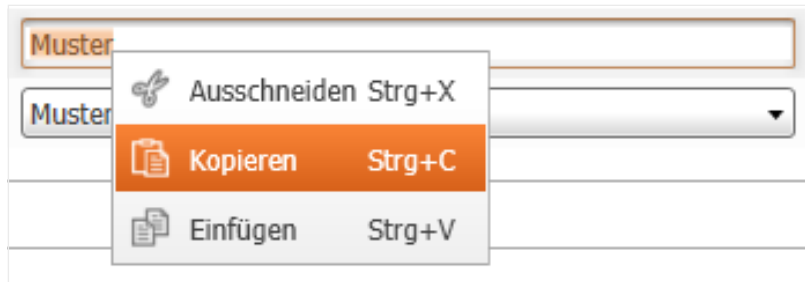 Muster
Ausschneiden Strg+X
Muster
Kopieren Strg+C
Einfügen Strg+V